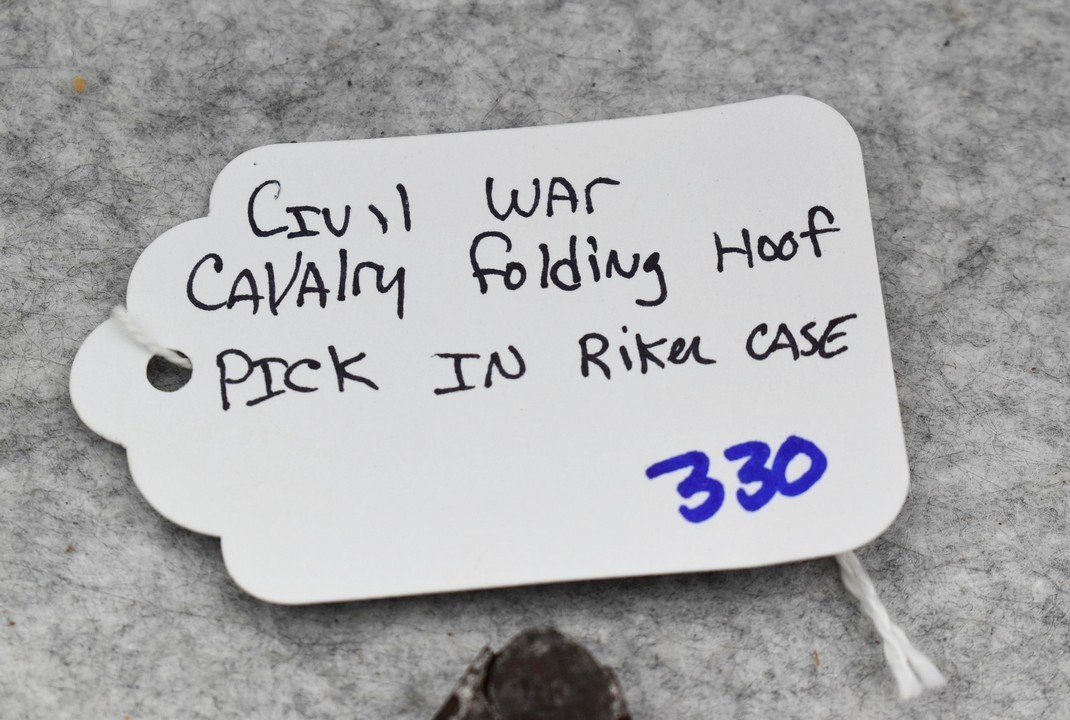 CIVIl WAr
CAVAlry folding Hoof
PICK IN Riker CASE
330